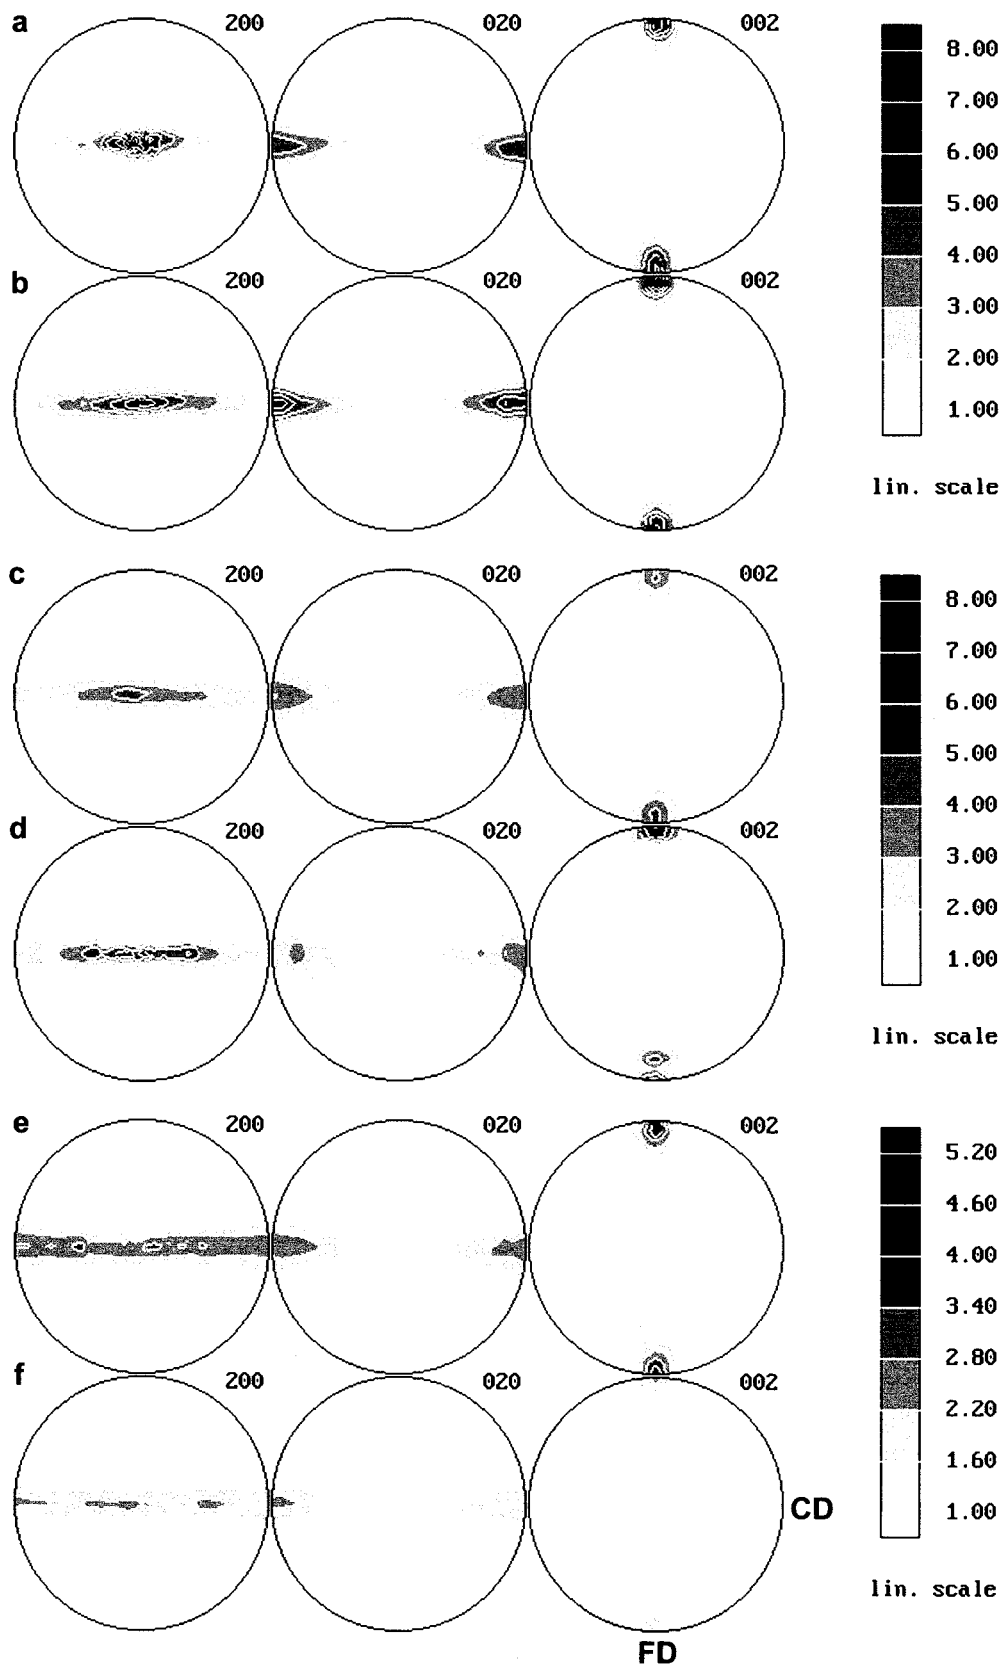 a 200 020 002
8.00
7.00
6.00
5.00
4.00
3.00
2.00
1.00
lin. scale
b 200 020 002
c 200 020 002
8.00
7.00
6.00
5.00
4.00
3.00
2.00
1.00
lin. scale
d 200 020 002
e 200 020 002
5.20
4.60
4.00
3.40
2.80
2.20
1.60
1.00
lin. scale
f 200 020 002
CD
FD